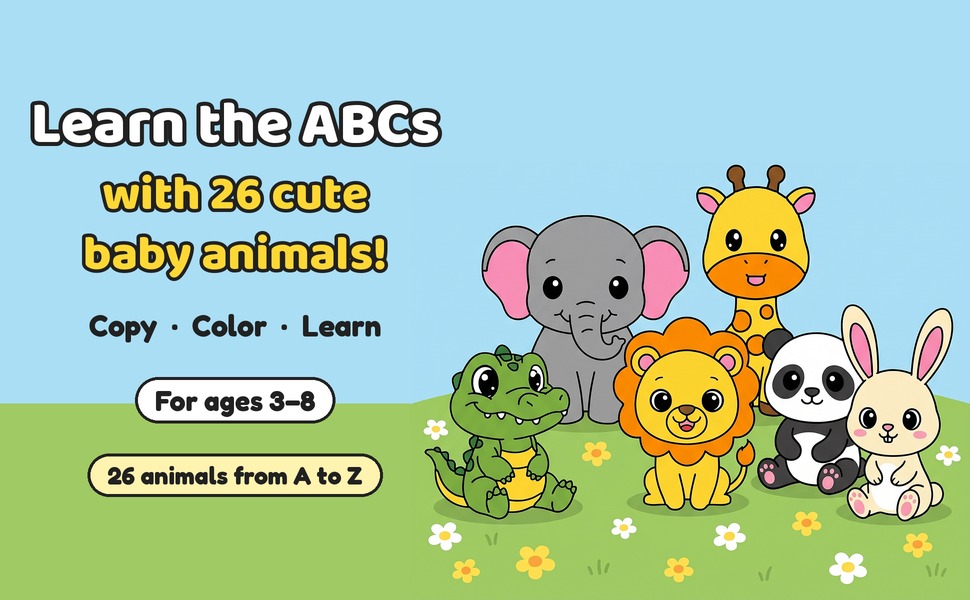 Learn the ABCs
with 26 cute
baby animals!
Copy · Color · Learn
For ages 3–8
26 animals from A to Z